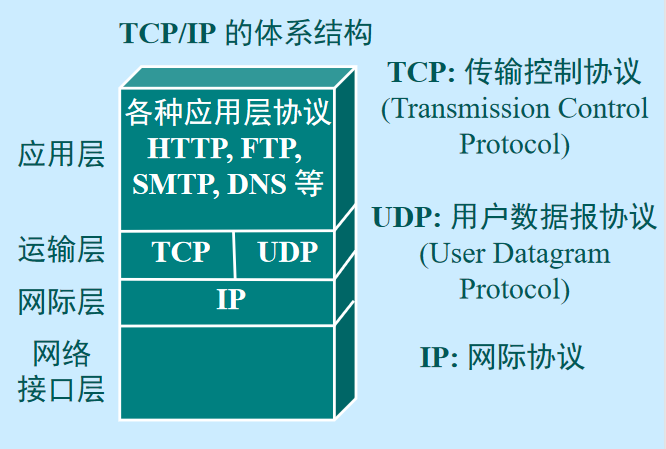 TCP/IP 的体系结构
应用层
各种应用层协议
HTTP, FTP,
SMTP, DNS 等
运输层
TCP
UDP
网际层
IP
网络
接口层
TCP: 传输控制协议
(Transmission Control
Protocol)
UDP: 用户数据报协议
(User Datagram
Protocol)
IP: 网际协议